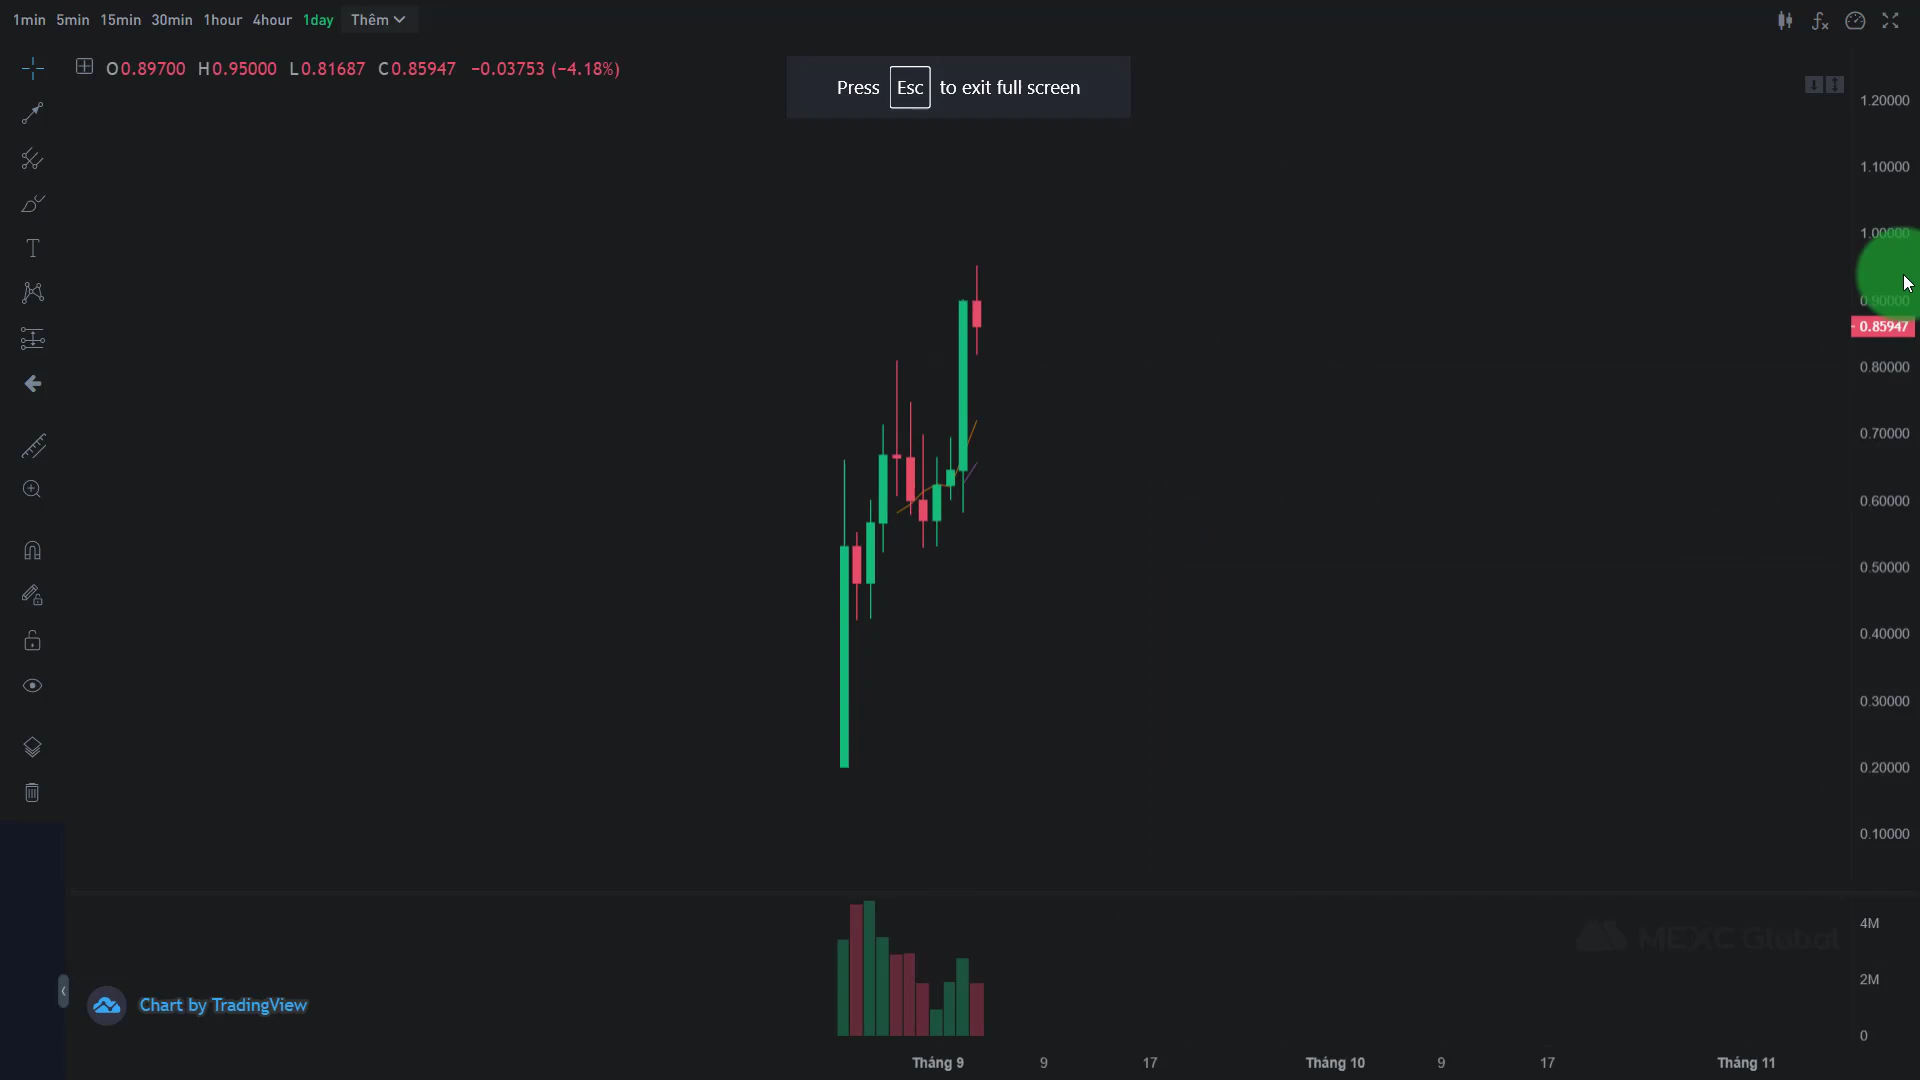 1min 5min 15min 30min 1hour 4hour 1day Thêm
O0.89700 H0.95000 L0.81687 C0.85947 −0.03753 (−4.18%)
Press Esc to exit full screen
1.20000
1.10000
1.00000
0.90000
0.85947
0.80000
0.70000
0.60000
0.50000
0.40000
0.30000
0.20000
0.10000
MEXC Global
4M
2M
0
Chart by TradingView
Tháng 9 9 17 Tháng 10 9 17 Tháng 11